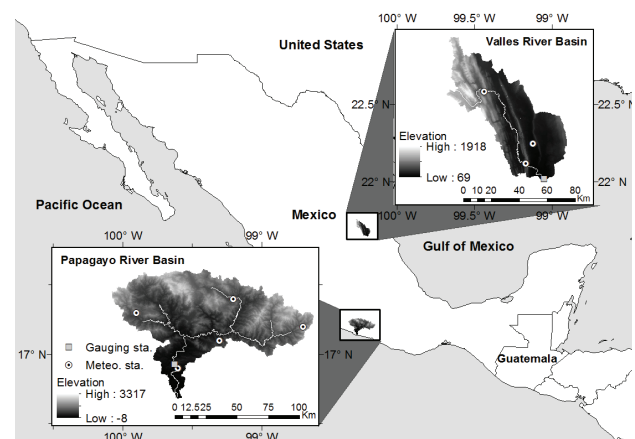 100° W 99.5° W 99° W
United States
Valles River Basin
22.5° N
22.5° N
Elevation
High : 1918
Low : 69
22° N
22° N
0 10 20 40 60 80 Km
100° W 99.5° W 99° W
Pacific Ocean
Mexico
Gulf of Mexico
100° W 99° W
Papagayo River Basin
Gauging sta.
Meteo. sta.
17° N
17° N
Elevation
High : 3317
Low : -8
0 12.525 50 75 100 Km
100° W 99° W
Guatemala